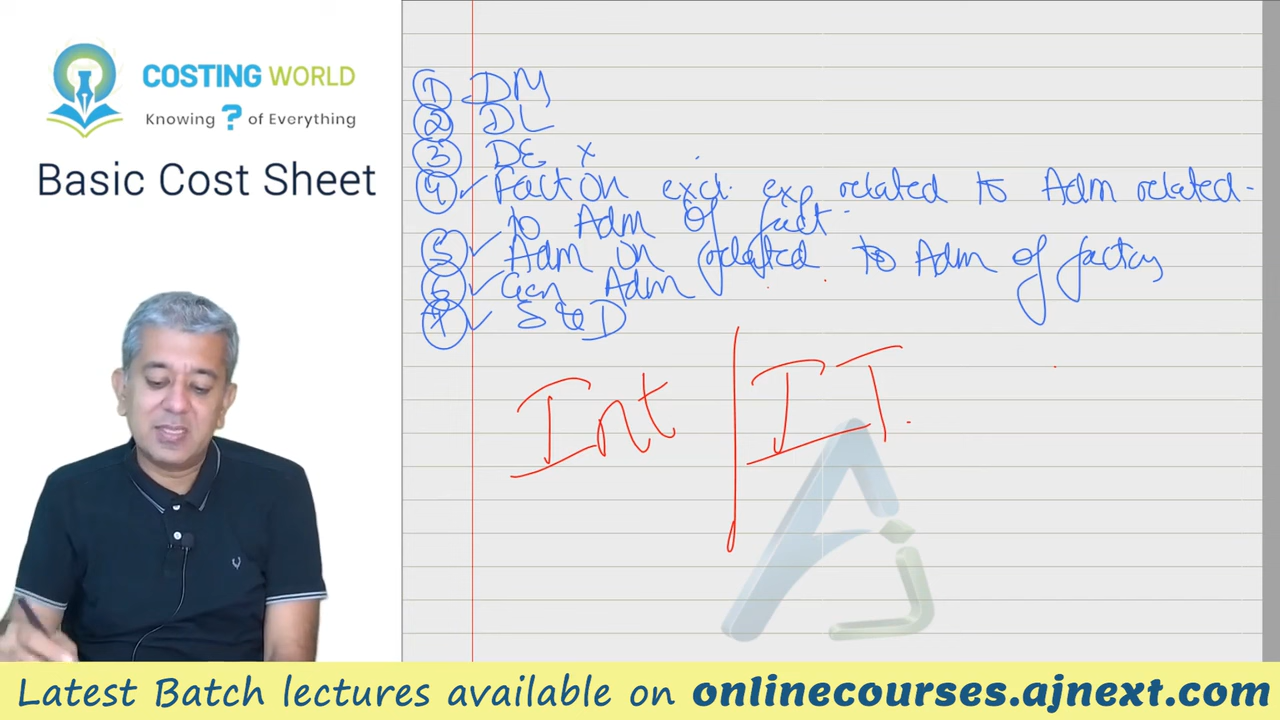 COSTING WORLD
Knowing ? of Everything
Basic Cost Sheet
① DM
② DL
③ DE x
④ ✓ Fact OH excl. exp related to Adm related
to Adm of fact.
⑤ ✓ Adm OH related to Adm of factory
⑥ ✓ Gen Adm
⑦ ✓ S & D
Int | IT
Latest Batch lectures available on onlinecourses.ajnext.com